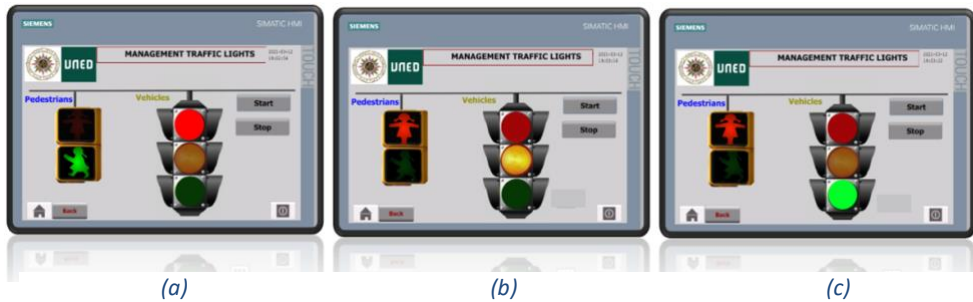 SIEMENS SIMATIC HMI
TOUCH
UNED
MANAGEMENT TRAFFIC LIGHTS
Pedestrians Vehicles
Start
Stop
Back
SIEMENS SIMATIC HMI
TOUCH
UNED
MANAGEMENT TRAFFIC LIGHTS
Pedestrians Vehicles
Start
Stop
Back
SIEMENS SIMATIC HMI
TOUCH
UNED
MANAGEMENT TRAFFIC LIGHTS
Pedestrians Vehicles
Start
Stop
Back
(a) (b) (c)